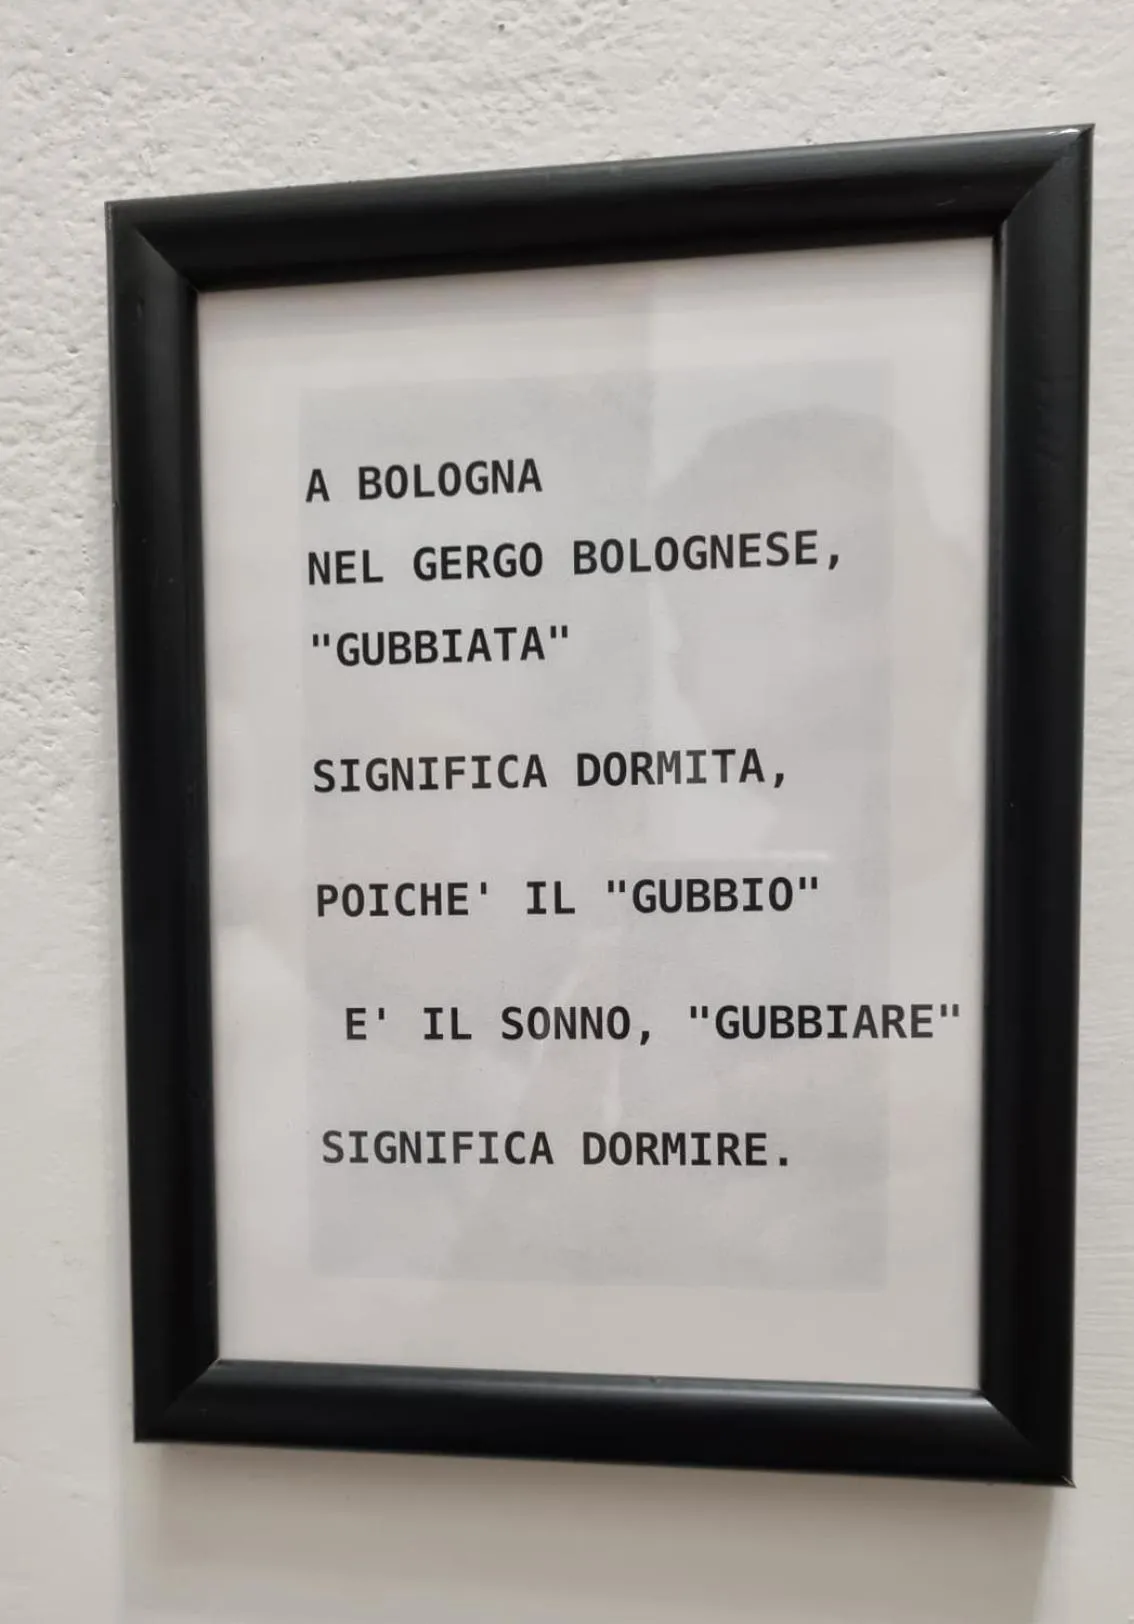 A BOLOGNA
NEL GERGO BOLOGNESE,
"GUBBIATA"
SIGNIFICA DORMITA,
POICHE' IL "GUBBIO"
E' IL SONNO, "GUBBIARE"
SIGNIFICA DORMIRE.